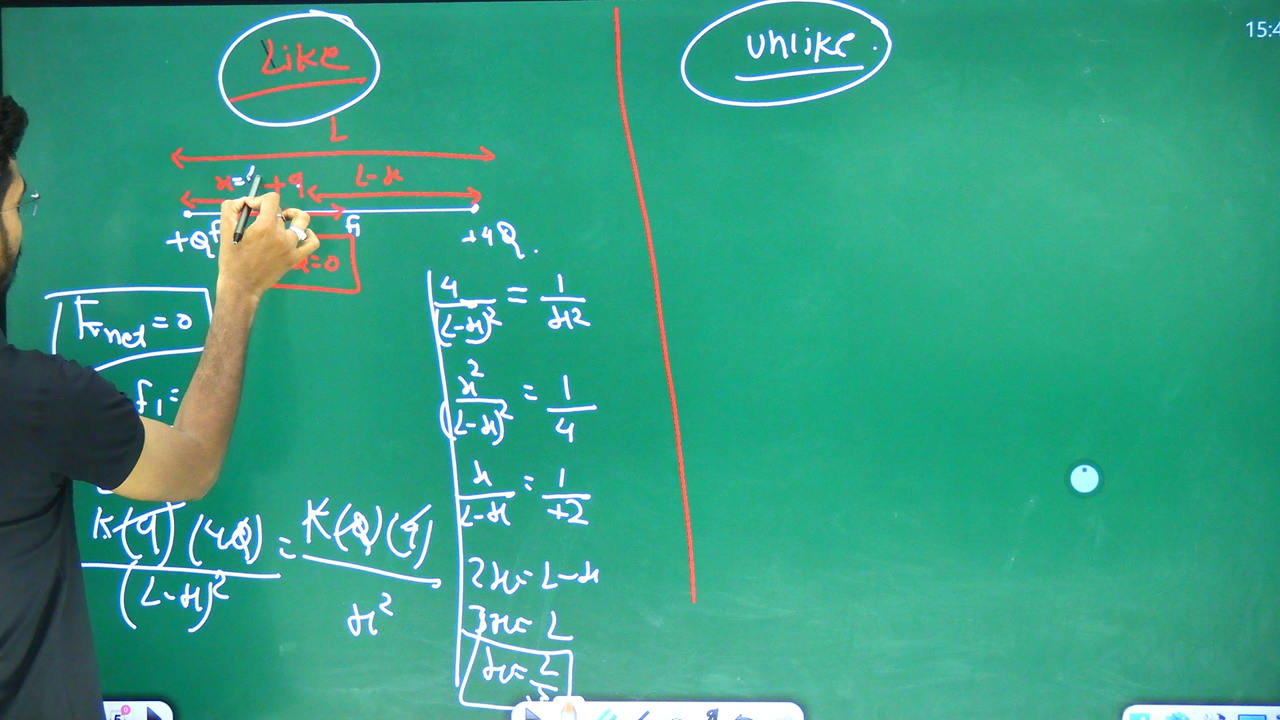 Like
L
x=? +q L-x
+Q F1
+4Q.
=0
Fnet=0
f1=
K(q)(4Q)/(L-x)² = K(Q)(q)/x²
4/(L-x)² = 1/x²
x²/(L-x)² = 1/4
x/L-x = 1/+2
2x=L-x
3x=L
x=L/3
Unlike.
15:4